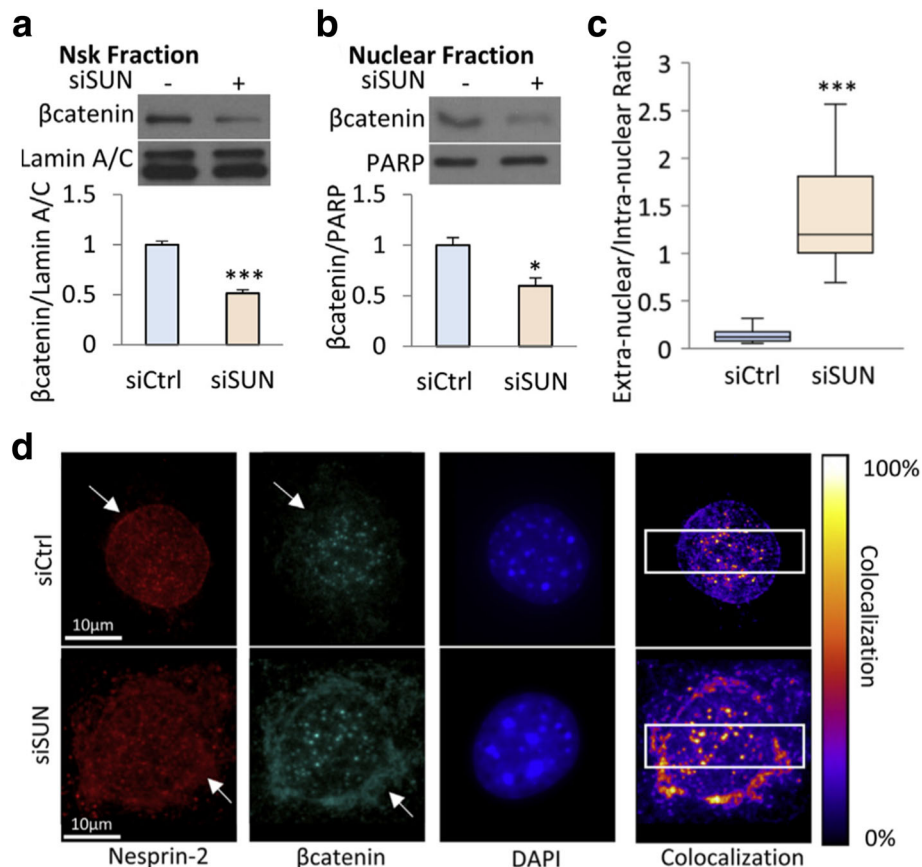 a
Nsk Fraction
siSUN - +
βcatenin
Lamin A/C
βcatenin/Lamin A/C
1.5
1
0.5
0
***
siCtrl siSUN
b
Nuclear Fraction
siSUN - +
βcatenin
PARP
βcatenin/PARP
1.5
1
0.5
0
*
siCtrl siSUN
c
Extra-nuclear/Intra-nuclear Ratio
3
2.5
2
1.5
1
0.5
0
***
siCtrl siSUN
d
siCtrl
10μm
siSUN
10μm
Nesprin-2 βcatenin DAPI Colocalization
100%
Colocalization
0%